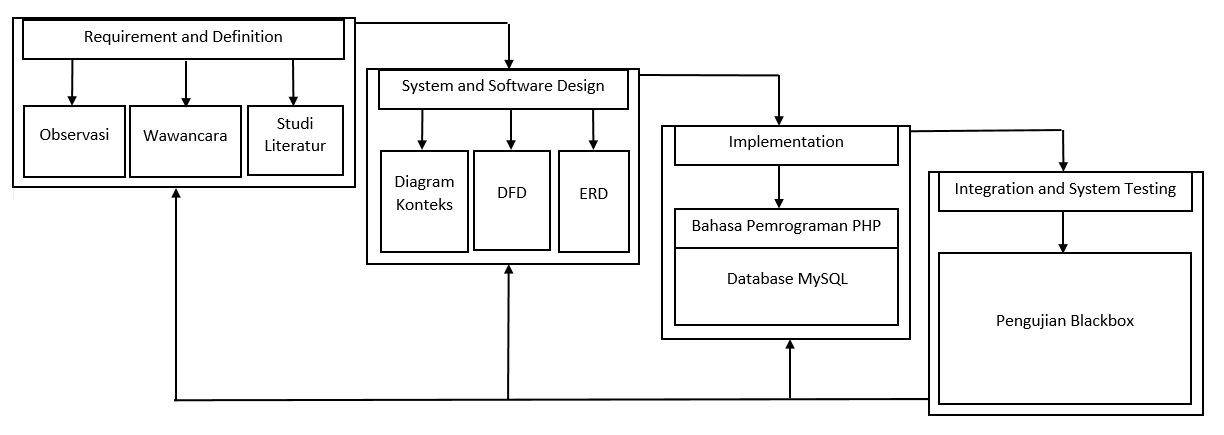 Requirement and Definition
Observasi
Wawancara
Studi
Literatur
System and Software Design
Diagram
Konteks
DFD
ERD
Implementation
Bahasa Pemrograman PHP
Database MySQL
Integration and System Testing
Pengujian Blackbox